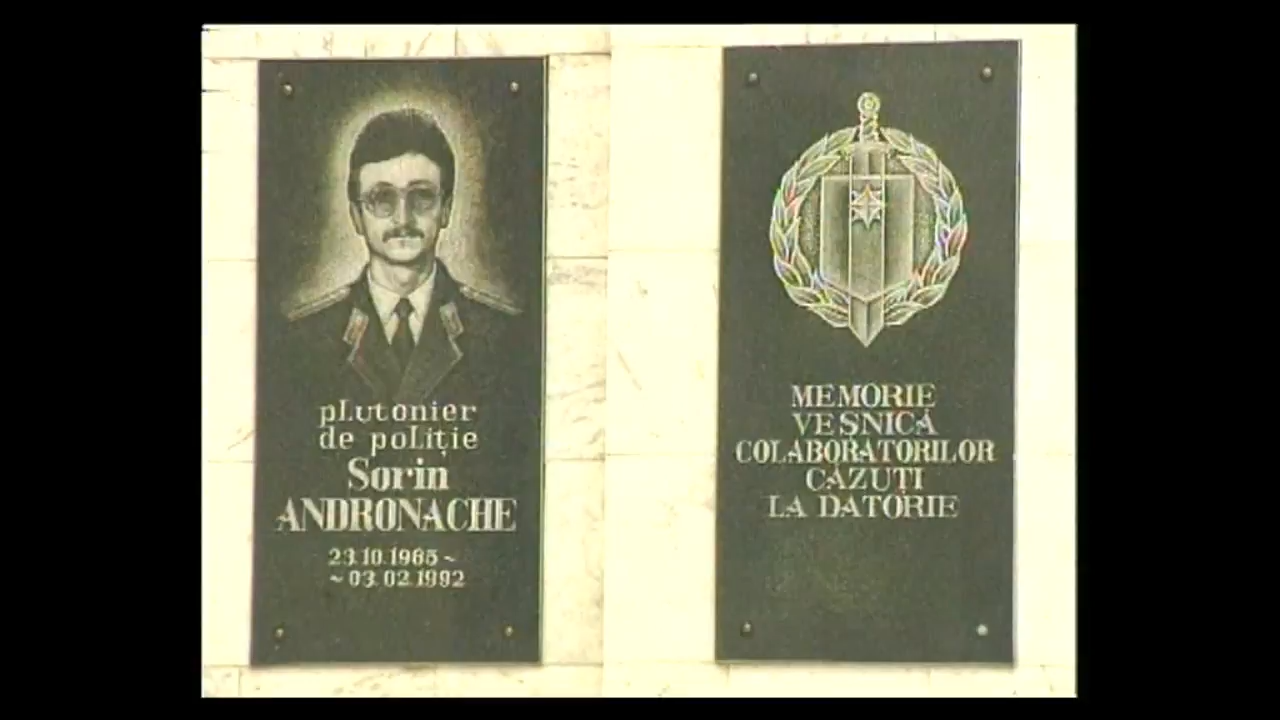 plutonier
de poliție
Sorin
ANDRONACHE
23.10.1965 ~
~ 03.02.1992
MEMORIE
VEȘNICĂ
COLABORATORILOR
CĂZUȚI
LA DATORIE